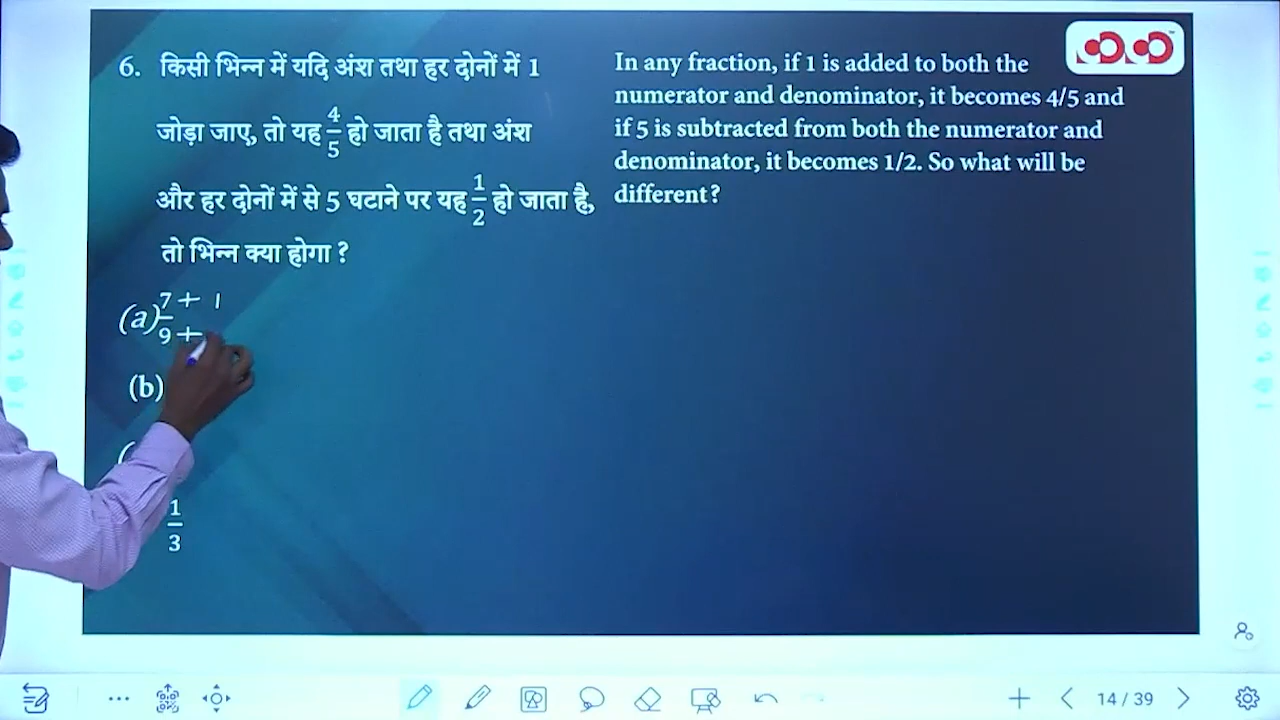 6. किसी भिन्न में यदि अंश तथा हर दोनों में 1
जोड़ा जाए, तो यह 4/5 हो जाता है तथा अंश
और हर दोनों में से 5 घटाने पर यह 1/2 हो जाता है,
तो भिन्न क्या होगा ?
In any fraction, if 1 is added to both the
numerator and denominator, it becomes 4/5 and
if 5 is subtracted from both the numerator and
denominator, it becomes 1/2. So what will be
different?
(a) 7 + 1
9 +
(b)
(
1/3
14 / 39